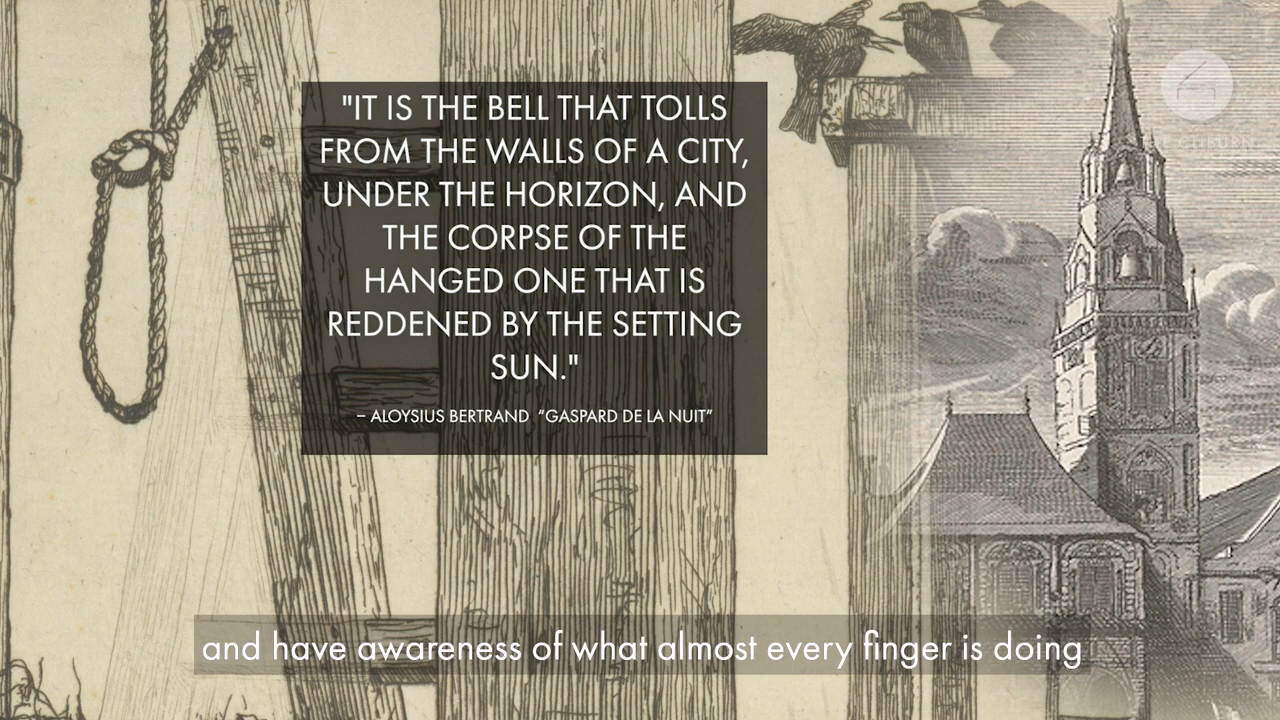 "IT IS THE BELL THAT TOLLS
FROM THE WALLS OF A CITY,
UNDER THE HORIZON, AND
THE CORPSE OF THE
HANGED ONE THAT IS
REDDENED BY THE SETTING
SUN."
– ALOYSIUS BERTRAND “GASPARD DE LA NUIT”
and have awareness of what almost every finger is doing